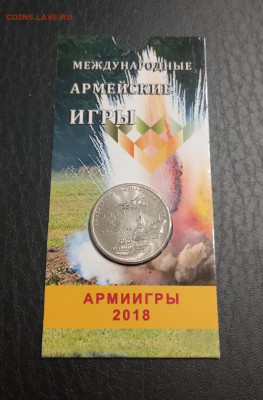 COINS.LAVE.RU
МЕЖДУНАРОДНЫЕ
АРМЕЙСКИЕ
ИГРЫ
АРМИИГРЫ
2018